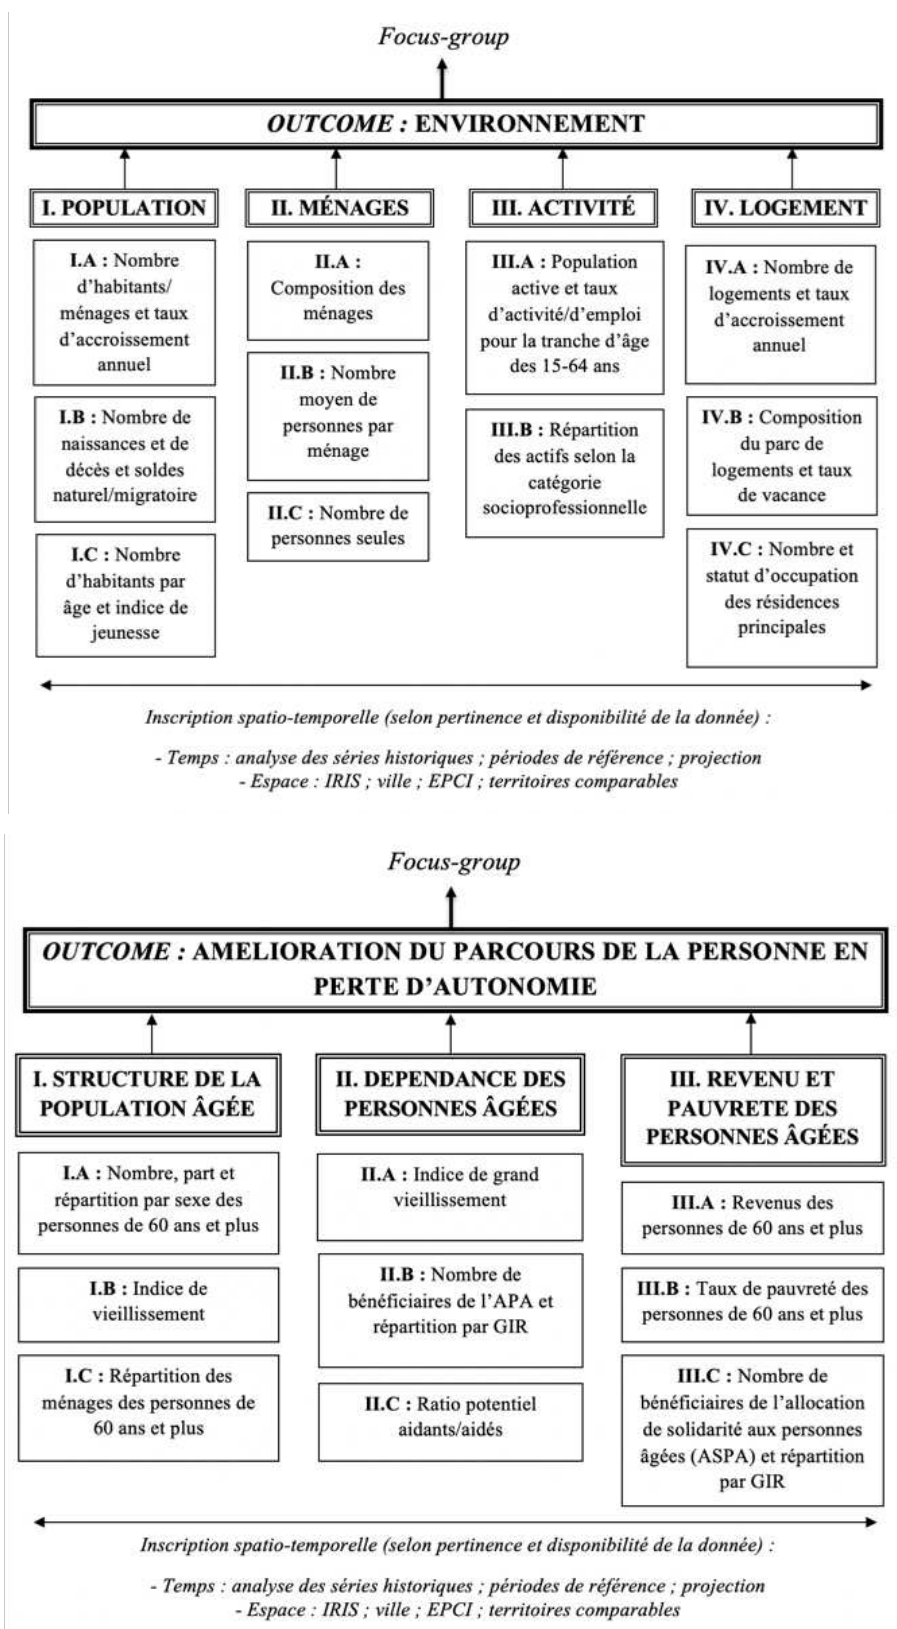 Focus-group
OUTCOME : ENVIRONNEMENT
I. POPULATION
I.A : Nombre
d'habitants/
ménages et taux
d'accroissement
annuel
I.B : Nombre de
naissances et de
décès et soldes
naturel/migratoire
I.C : Nombre
d'habitants par
âge et indice de
jeunesse
II. MÉNAGES
II.A :
Composition des
ménages
II.B : Nombre
moyen de
personnes par
ménage
II.C : Nombre de
personnes seules
III. ACTIVITÉ
III.A : Population
active et taux
d'activité/d'emploi
pour la tranche d'âge
des 15-64 ans
III.B : Répartition
des actifs selon la
catégorie
socioprofessionnelle
IV. LOGEMENT
IV.A : Nombre de
logements et taux
d'accroissement
annuel
IV.B : Composition
du parc de
logements et taux
de vacance
IV.C : Nombre et
statut d'occupation
des résidences
principales
Inscription spatio-temporelle (selon pertinence et disponibilité de la donnée) :
- Temps : analyse des séries historiques ; périodes de référence ; projection
- Espace : IRIS ; ville ; EPCI ; territoires comparables
Focus-group
OUTCOME : AMELIORATION DU PARCOURS DE LA PERSONNE EN
PERTE D'AUTONOMIE
I. STRUCTURE DE LA
POPULATION ÂGÉE
I.A : Nombre, part et
répartition par sexe des
personnes de 60 ans et plus
I.B : Indice de
vieillissement
I.C : Répartition des
ménages des personnes de
60 ans et plus
II. DEPENDANCE DES
PERSONNES ÂGÉES
II.A : Indice de grand
vieillissement
II.B : Nombre de
bénéficiaires de l'APA et
répartition par GIR
II.C : Ratio potentiel
aidants/aidés
III. REVENU ET
PAUVRETE DES
PERSONNES ÂGÉES
III.A : Revenus des
personnes de 60 ans et plus
III.B : Taux de pauvreté des
personnes de 60 ans et plus
III.C : Nombre de
bénéficiaires de l'allocation
de solidarité aux personnes
âgées (ASPA) et répartition
par GIR
Inscription spatio-temporelle (selon pertinence et disponibilité de la donnée) :
- Temps : analyse des séries historiques ; périodes de référence ; projection
- Espace : IRIS ; ville ; EPCI ; territoires comparables